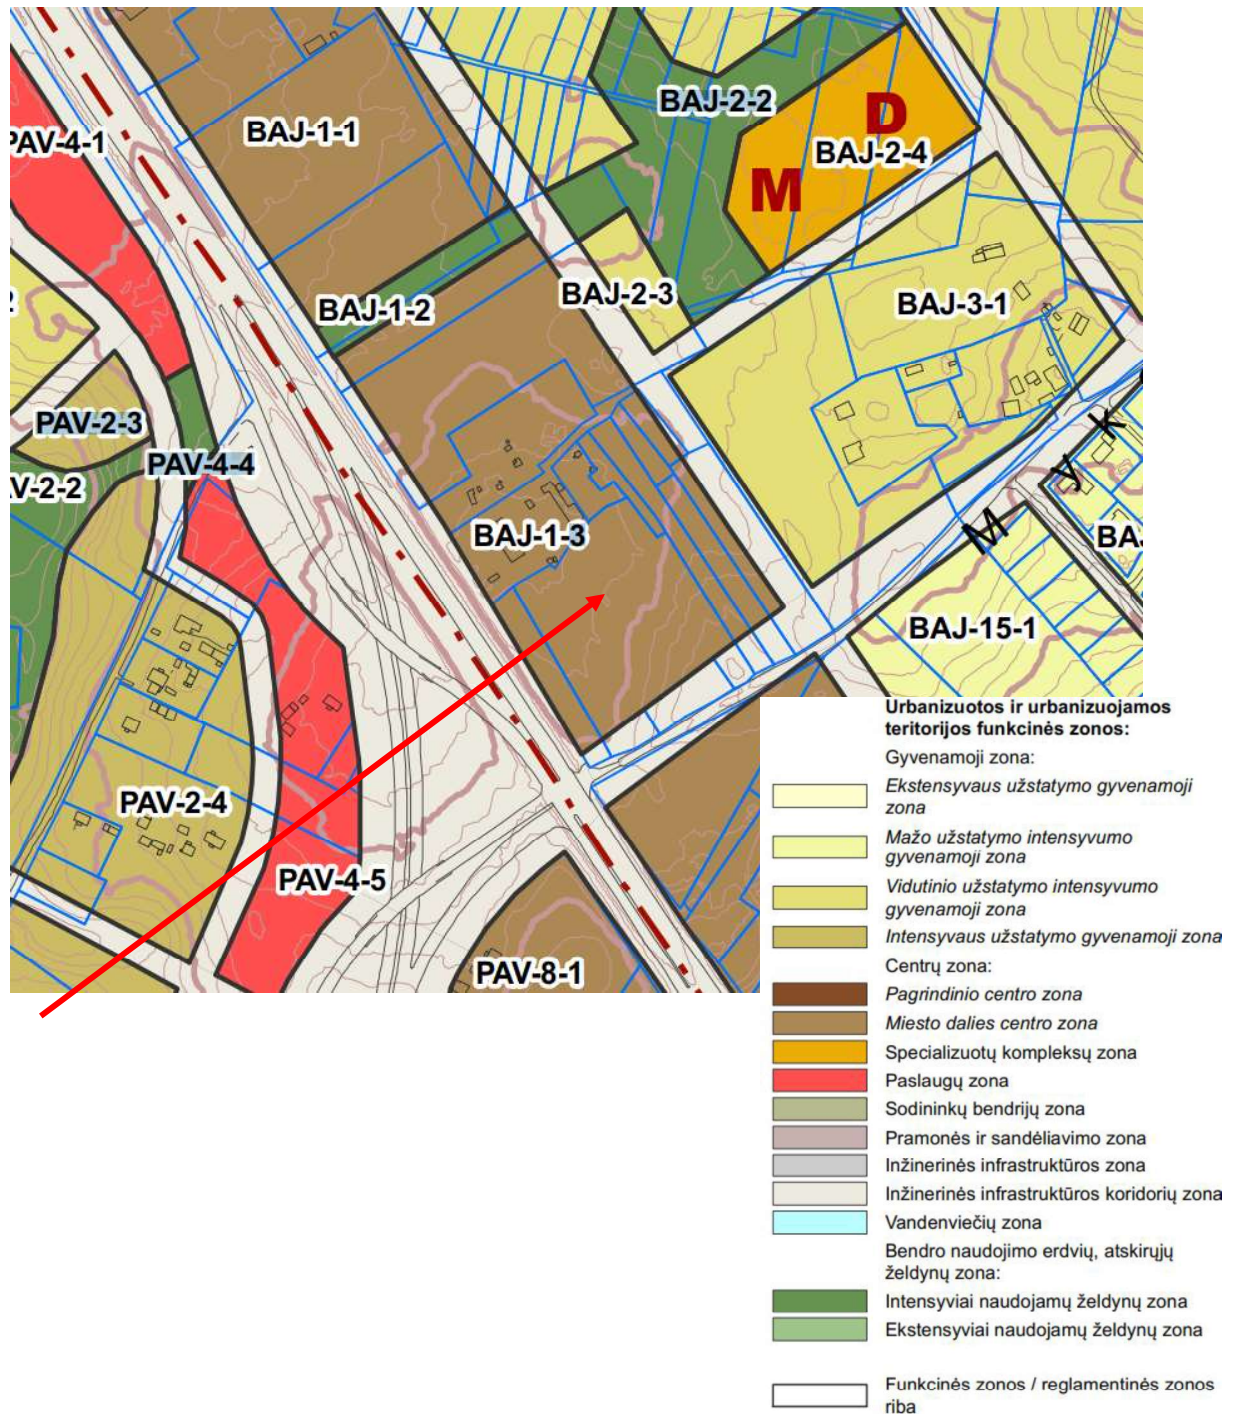 BAJ-1-1
BAJ-2-2
D
PAV-4-1
BAJ-2-4
M
BAJ-2-3
BAJ-3-1
BAJ-1-2
PAV-2-3
PAV-4-4
V-2-2
BAJ-1-3
M y k
BAJ-15-1
PAV-2-4
PAV-4-5
PAV-8-1
Urbanizuotos ir urbanizuojamos
teritorijos funkcinės zonos:
Gyvenamoji zona:
Ekstensyvaus užstatymo gyvenamoji
zona
Mažo užstatymo intensyvumo
gyvenamoji zona
Vidutinio užstatymo intensyvumo
gyvenamoji zona
Intensyvaus užstatymo gyvenamoji zona
Centrų zona:
Pagrindinio centro zona
Miesto dalies centro zona
Specializuotų kompleksų zona
Paslaugų zona
Sodininkų bendrijų zona
Pramonės ir sandėliavimo zona
Inžinerinės infrastruktūros zona
Inžinerinės infrastruktūros koridorių zona
Vandenviečių zona
Bendro naudojimo erdvių, atskirųjų
želdynų zona:
Intensyviai naudojamų želdynų zona
Ekstensyviai naudojamų želdynų zona
Funkcinės zonos / reglamentinės zonos
riba